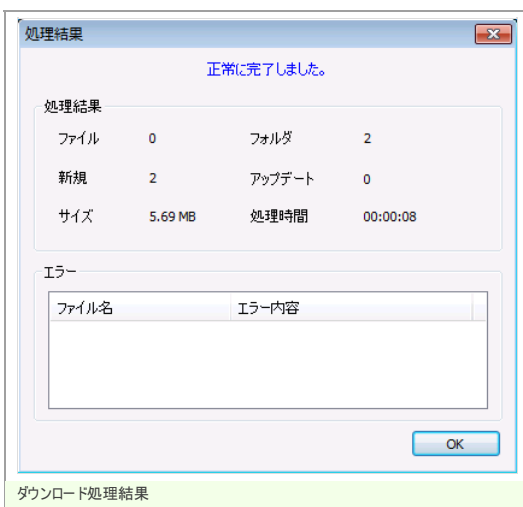 処理結果
正常に完了しました。
処理結果
ファイル 0 フォルダ 2
新規 2 アップデート 0
サイズ 5.69 MB 処理時間 00:00:08
エラー
ファイル名 エラー内容
OK
ダウンロード処理結果